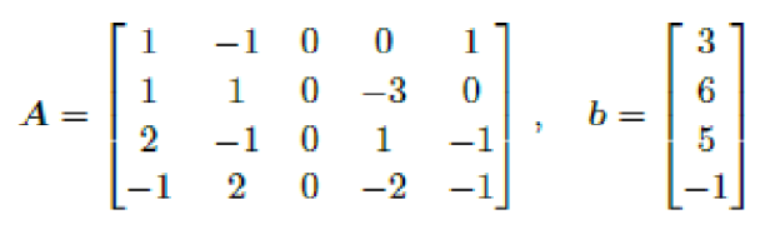 A = [ 1 −1 0 0 1 ; 1 1 0 −3 0 ; 2 −1 0 1 −1 ; −1 2 0 −2 −1 ] , b = [ 3 ; 6 ; 5 ; −1 ]